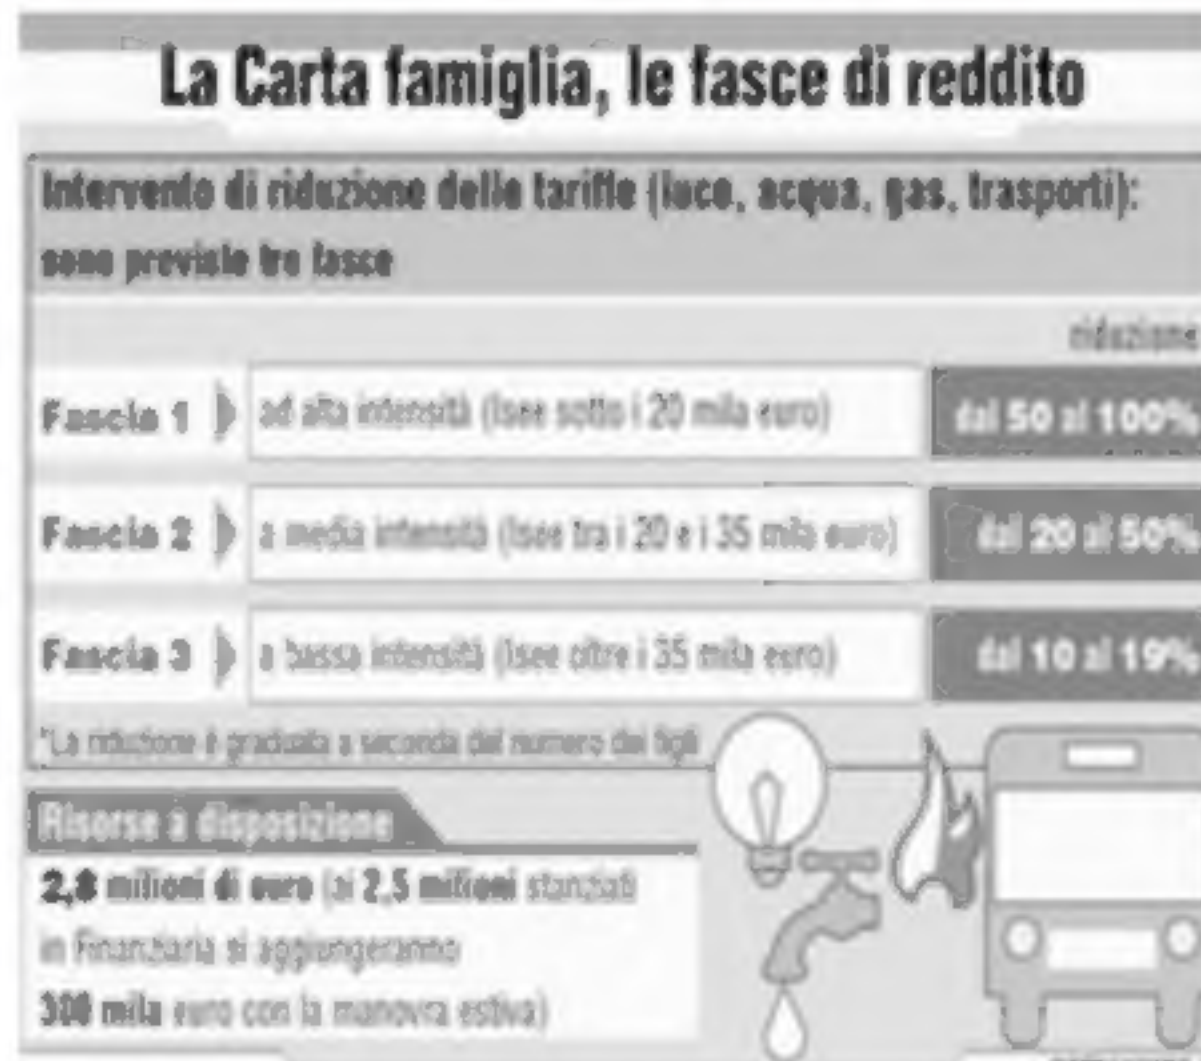 La Carta famiglia, le fasce di reddito
Intervento di riduzione delle tariffe (luce, acqua, gas, trasporti):
sono previste tre fasce
riduzione
Fascia 1 ad alta intensità (Isee sotto i 20 mila euro) dal 50 al 100%
Fascia 2 a media intensità (Isee tra i 20 e i 35 mila euro) dal 20 al 50%
Fascia 3 a bassa intensità (Isee oltre i 35 mila euro) dal 10 al 19%
*La riduzione è graduata a seconda del numero dei figli
Risorse a disposizione
2,8 milioni di euro (ai 2,5 milioni stanziati
in Finanziaria si aggiungeranno
300 mila euro con la manovra estiva)